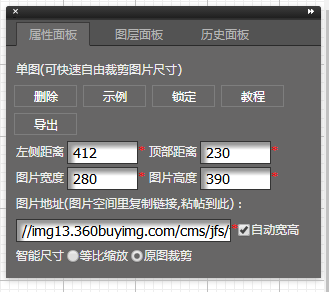 属性面板 图层面板 历史面板
单图(可快速自由裁剪图片尺寸)
删除 示例 锁定 教程
导出
左侧距离 412 * 顶部距离 230 *
图片宽度 280 * 图片高度 390 *
图片地址(图片空间里复制链接,粘帖到此)：
//img13.360buyimg.com/cms/jfs/ * 自动宽高
智能尺寸 等比缩放 原图裁剪